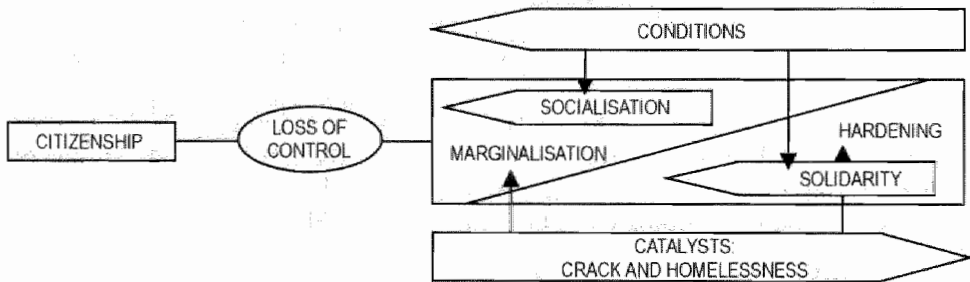 CONDITIONS
SOCIALISATION
CITIZENSHIP
LOSS OF
CONTROL
MARGINALISATION
HARDENING
SOLIDARITY
CATALYSTS:
CRACK AND HOMELESSNESS